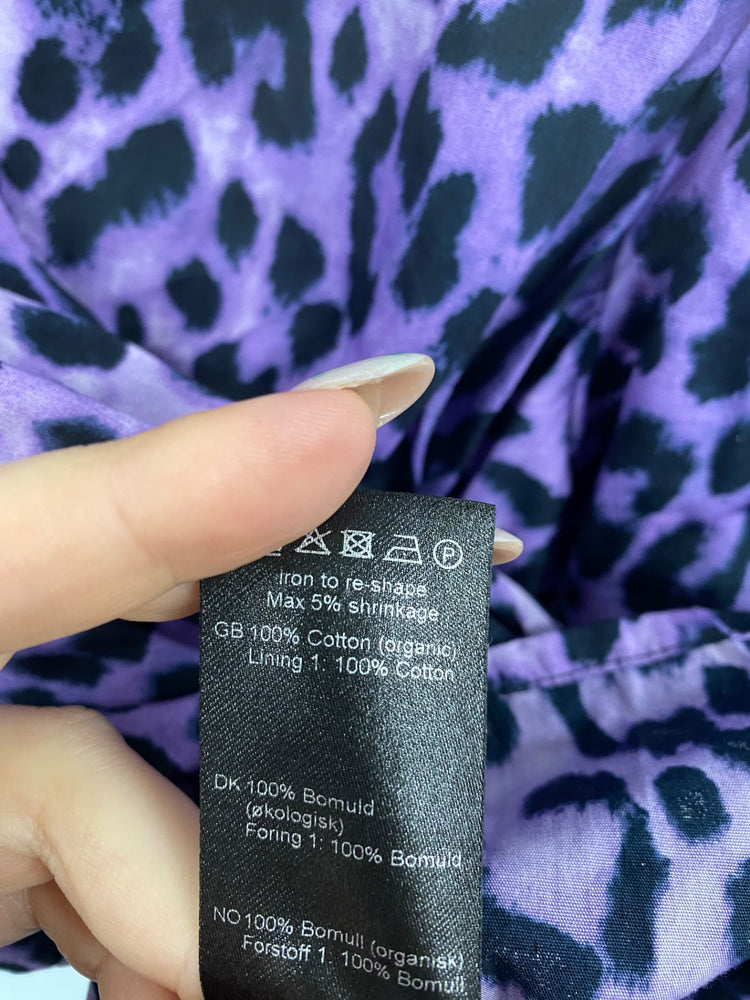 P
Iron to re-shape
Max 5% shrinkage
GB 100% Cotton (organic)
Lining 1: 100% Cotton
DK 100% Bomuld
(økologisk)
Foring 1: 100% Bomuld
NO 100% Bomull (organisk)
Forstoff 1: 100% Bomull